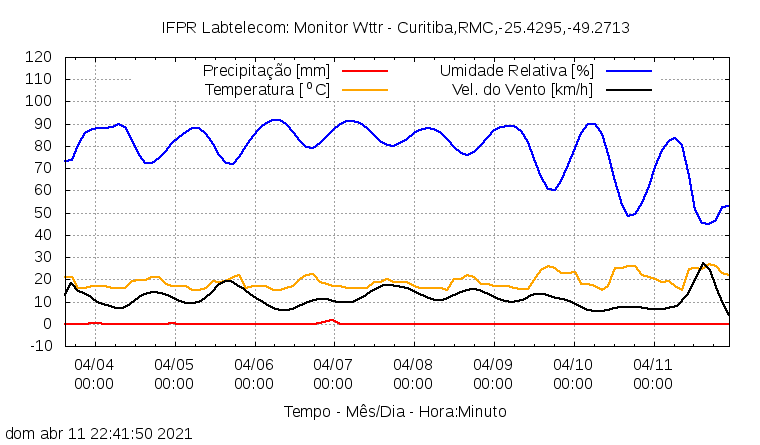 IFPR Labtelecom: Monitor Wttr - Curitiba,RMC,-25.4295,-49.2713
Precipitação [mm]
Umidade Relativa [%]
Temperatura [⁰C]
Vel. do Vento [km/h]
120
110
100
90
80
70
60
50
40
30
20
10
0
-10
04/04 04/05 04/06 04/07 04/08 04/09 04/10 04/11
00:00 00:00 00:00 00:00 00:00 00:00 00:00 00:00
Tempo - Mês/Dia - Hora:Minuto
dom abr 11 22:41:50 2021